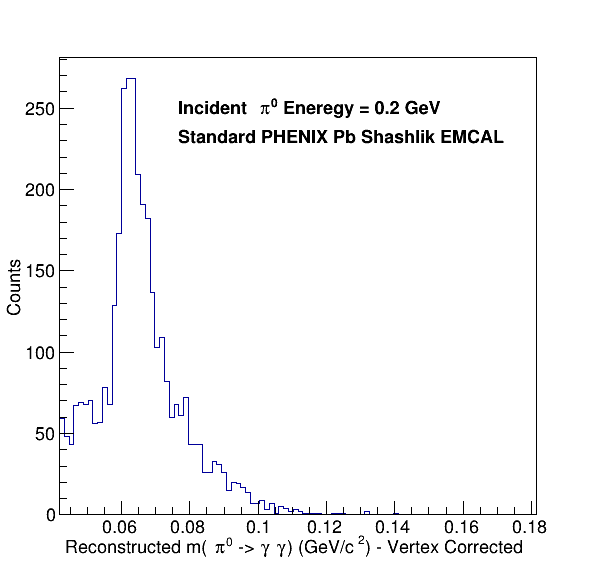 Incident π⁰ Eneregy = 0.2 GeV
Standard PHENIX Pb Shashlik EMCAL
Counts
250
200
150
100
50
0
0.06 0.08 0.1 0.12 0.14 0.16 0.18
Reconstructed m( π⁰ -> γ γ) (GeV/c²) - Vertex Corrected